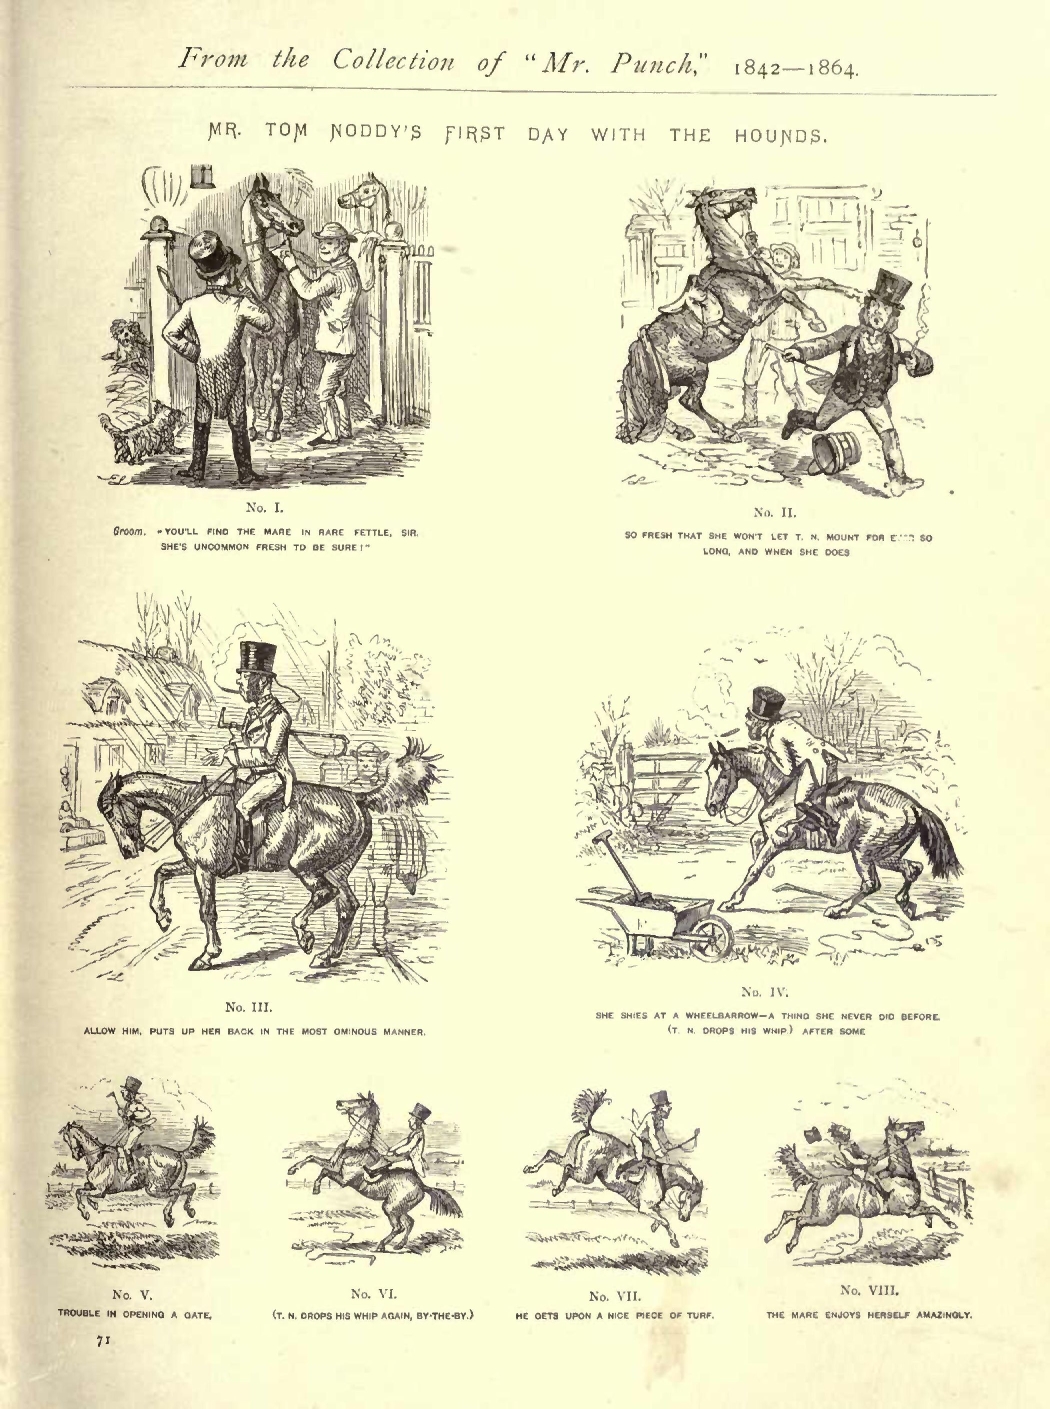 From the Collection of "Mr. Punch," 1842—1864.
MR. TOM NODDY'S FIRST DAY WITH THE HOUNDS.
No. I.
Groom. "YOU'LL FIND THE MARE IN RARE FETTLE, SIR.
SHE'S UNCOMMON FRESH TO BE SURE!"
No. II.
SO FRESH THAT SHE WON'T LET T. N. MOUNT FOR SO
LONG, AND WHEN SHE DOES
No. III.
ALLOW HIM, PUTS UP HER BACK IN THE MOST OMINOUS MANNER.
No. IV.
SHE SHIES AT A WHEELBARROW—A THING SHE NEVER DID BEFORE.
(T. N. DROPS HIS WHIP.) AFTER SOME
No. V.
TROUBLE IN OPENING A GATE,
No. VI.
(T. N. DROPS HIS WHIP AGAIN, BY-THE-BY.)
No. VII.
HE GETS UPON A NICE PIECE OF TURF.
No. VIII.
THE MARE ENJOYS HERSELF AMAZINGLY.
71